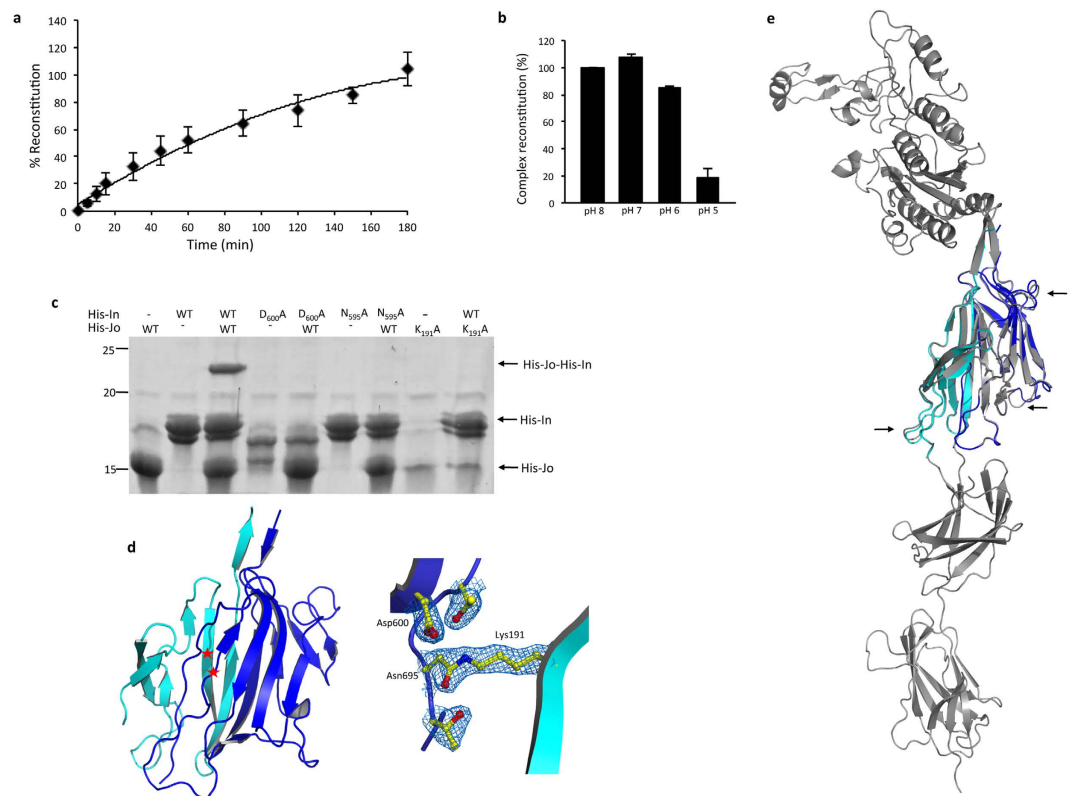 a
% Reconstitution
120
100
80
60
40
20
0
0 20 40 60 80 100 120 140 160 180
Time (min)
b
Complex reconstitution (%)
120
100
80
60
40
20
0
pH 8 pH 7 pH 6 pH 5
c
His-In - WT WT D600A D600A N595A N595A – WT
His-Jo WT - WT - WT - WT K191A K191A
25
20
15
His-Jo-His-In
His-In
His-Jo
d
Asp600
Lys191
Asn695
e